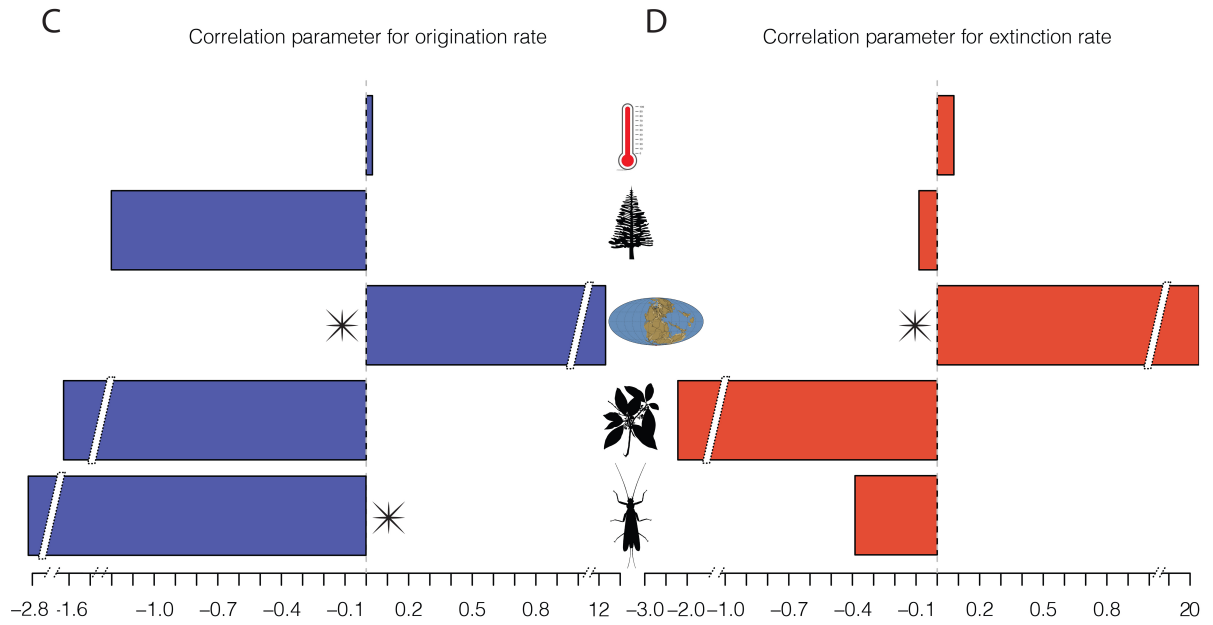 C
Correlation parameter for origination rate
D
Correlation parameter for extinction rate
−2.8 -1.6 −1.0 −0.7 −0.4 −0.1 0.2 0.5 0.8 12
−3.0 −2.0 −1.0 −0.7 −0.4 −0.1 0.2 0.5 0.8 20